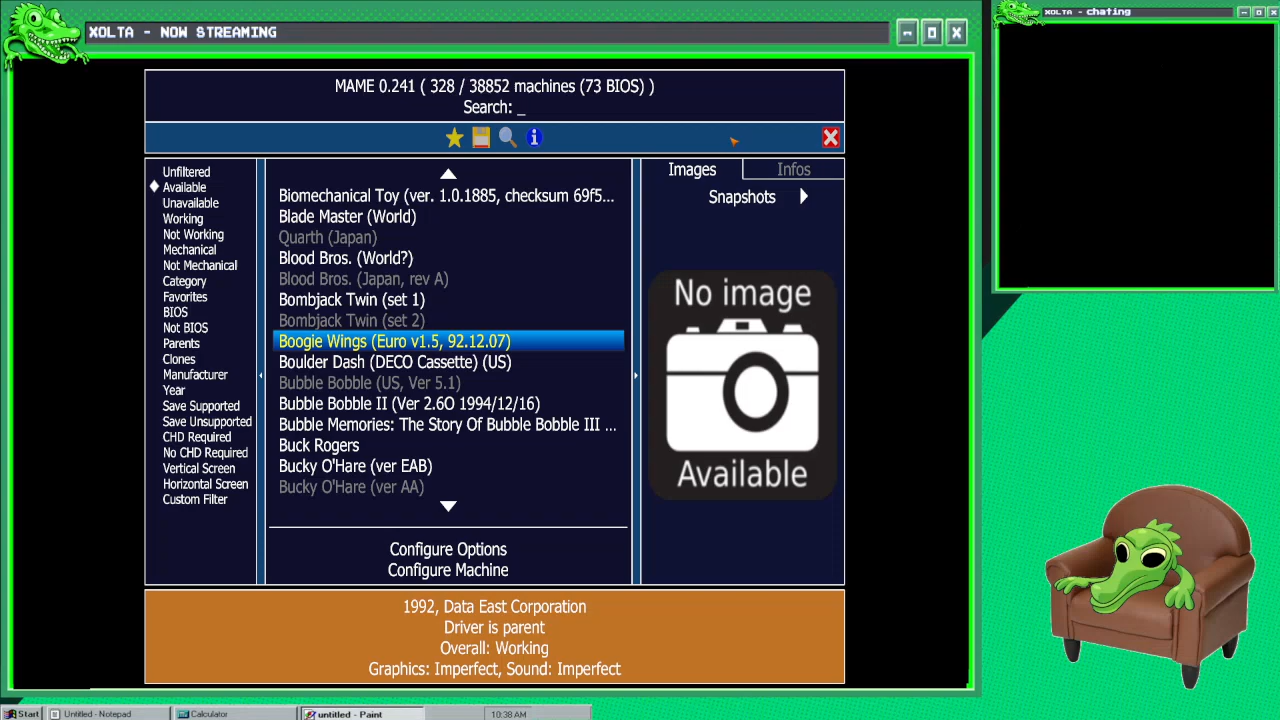 XOLTA - NOW STREAMING
XOLTA - chating
MAME 0.241 ( 328 / 38852 machines (73 BIOS) )
Search: _
Unfiltered
Available
Unavailable
Working
Not Working
Mechanical
Not Mechanical
Category
Favorites
BIOS
Not BIOS
Parents
Clones
Manufacturer
Year
Save Supported
Save Unsupported
CHD Required
No CHD Required
Vertical Screen
Horizontal Screen
Custom Filter
Biomechanical Toy (ver. 1.0.1885, checksum 69f5...
Blade Master (World)
Quarth (Japan)
Blood Bros. (World?)
Blood Bros. (Japan, rev A)
Bombjack Twin (set 1)
Bombjack Twin (set 2)
Boogie Wings (Euro v1.5, 92.12.07)
Boulder Dash (DECO Cassette) (US)
Bubble Bobble (US, Ver 5.1)
Bubble Bobble II (Ver 2.6O 1994/12/16)
Bubble Memories: The Story Of Bubble Bobble III ...
Buck Rogers
Bucky O'Hare (ver EAB)
Bucky O'Hare (ver AA)
Configure Options
Configure Machine
Images
Infos
Snapshots
No image
Available
1992, Data East Corporation
Driver is parent
Overall: Working
Graphics: Imperfect, Sound: Imperfect
Start
Untitled - Notepad
Calculator
untitled - Paint
10:38 AM